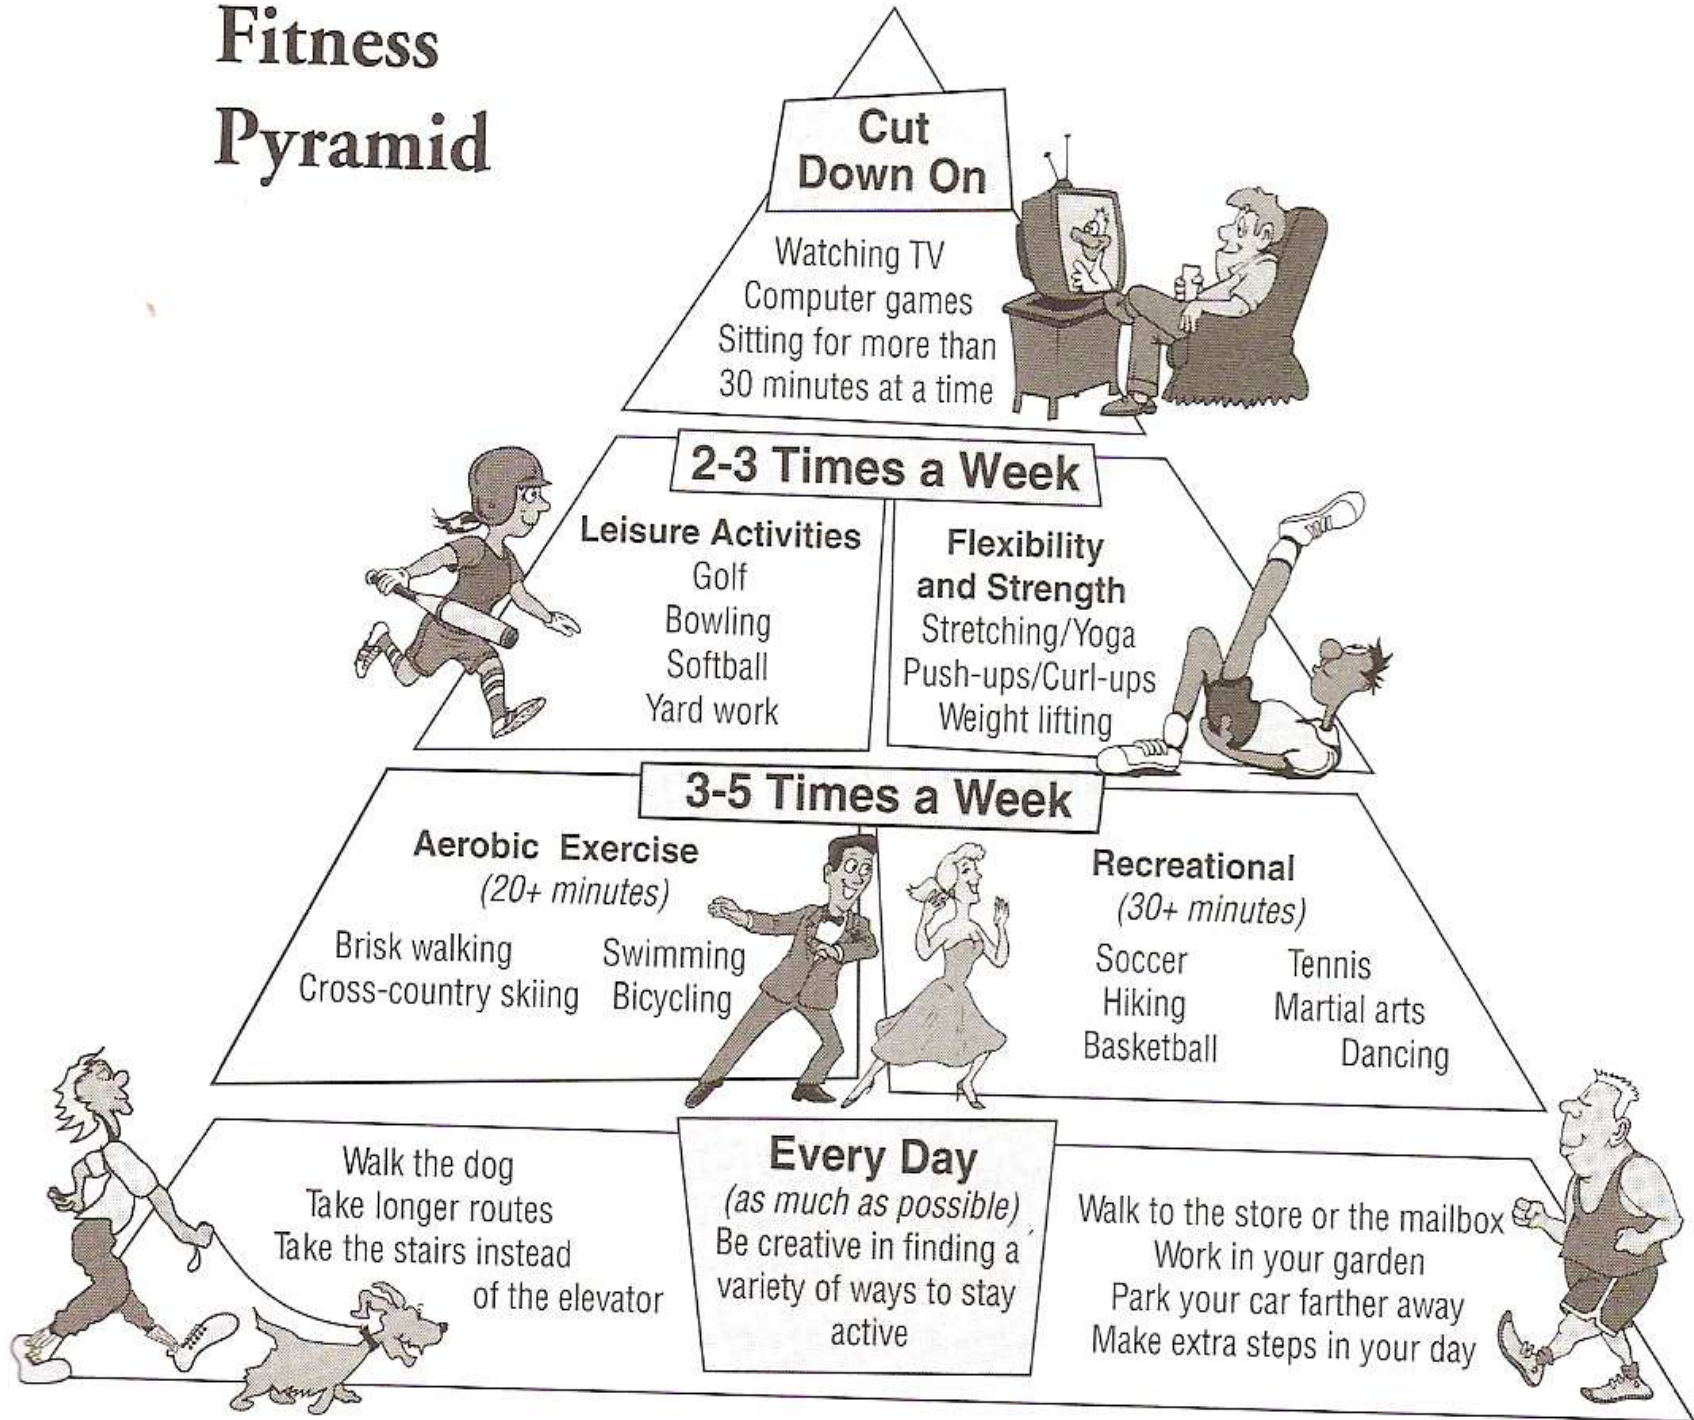 Fitness
Pyramid
Cut
Down On
Watching TV
Computer games
Sitting for more than
30 minutes at a time
2-3 Times a Week
Leisure Activities
Golf
Bowling
Softball
Yard work
Flexibility
and Strength
Stretching/Yoga
Push-ups/Curl-ups
Weight lifting
3-5 Times a Week
Aerobic Exercise
(20+ minutes)
Brisk walking
Cross-country skiing
Swimming
Bicycling
Recreational
(30+ minutes)
Soccer
Hiking
Basketball
Tennis
Martial arts
Dancing
Walk the dog
Take longer routes
Take the stairs instead
of the elevator
Every Day
(as much as possible)
Be creative in finding a
variety of ways to stay
active
Walk to the store or the mailbox
Work in your garden
Park your car farther away
Make extra steps in your day